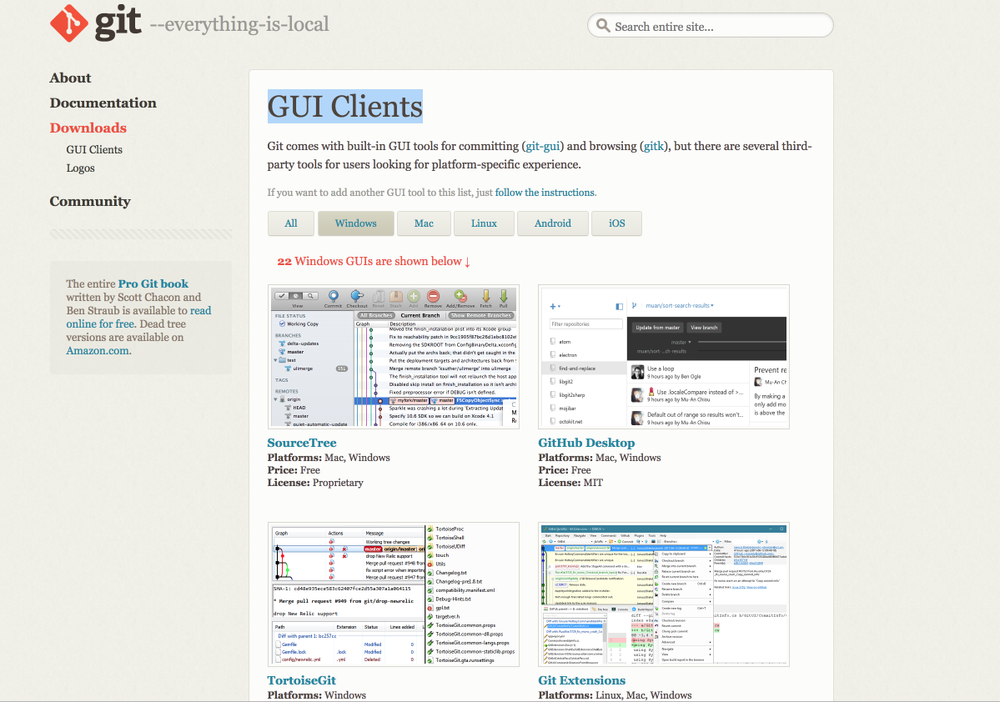 git --everything-is-local
Search entire site...
About
Documentation
Downloads
GUI Clients
Logos
Community
The entire Pro Git book
written by Scott Chacon and
Ben Straub is available to read
online for free. Dead tree
versions are available on
Amazon.com.
GUI Clients
Git comes with built-in GUI tools for committing (git-gui) and browsing (gitk), but there are several third-
party tools for users looking for platform-specific experience.
If you want to add another GUI tool to this list, just follow the instructions.
All Windows Mac Linux Android iOS
22 Windows GUIs are shown below ↓
Commit Checkout Reset Stash Add Remove Add/Remove Fetch Pull
All Branches Current Branch Show Remote Branches
Graph Description
FILE STATUS
Working Copy
BRANCHES
delta-updates
master
test
ulimerge 151
TAGS
REMOTES
origin
HEAD
master
quiet-automatic-update
Moved the finish_installation plist into its Xcode group
Fix to reachability patch in 9cc1905f87bc26d1ebc8102ef
Removing the SDKROOT from ConfigBinaryDelta.xcconfig
Actually put the archs back; that didn't get caught in the
Put the deployment targets and architectures back from
Merge remote branch 'ksuther/ulimerge' into ulimerge
The finish_installation tool will not relaunch the host app
Disabled skip install on finish_installation so it isn't archi
Fixed preprocessor error if DEBUG isn't defined.
myfork/master master FSCopyObjectSync
Sparkle was crashing a lot during 'Extracting Updat
Specify 10.6 SDK so we can build on Xcode 4.1
Compile for i386/x86_64 on 10.6 only.
SourceTree
Platforms: Mac, Windows
Price: Free
License: Proprietary
muan/sort-search-results
Filter repositories
atom
electron
find-and-replace
libgit2
libgit2sharp
mojibar
octokit.net
Update from master View branch
master
muan/sort ...ch-results
Use a loop
9 hours ago by Ben Ogle
Use .localeCompare instead of >...
9 hours ago by Mu-An Chiou
Default out of range so results won't...
9 hours ago by Mu-An Chiou
Prevent re
Mu-An Ch
By making a
only add mo
is above the
GitHub Desktop
Platforms: Mac, Windows
Price: Free
License: MIT
Graph Actions Message
Working tree changes
master origin/master
drop New Relic support
Merge pull request #948 from
fix script error when importing
Merge pull request #947 from
SHA-1: cd48e935ce583c62407fce2d55a307a1a064115
* Merge pull request #949 from git/drop-newrelic
drop New Relic support
Path Extension Status Lines added
Diff with parent 1: bc257cc
Gemfile Modified 0
Gemfile.lock .lock Modified 0
config/newrelic.yml .yml Deleted 0
TortoiseProc
TortoiseShell
TortoiseUDiff
touch
Utils
Changelog.txt
Changelog-pre1.8.txt
compatibility.manifest.xml
Debug-Hints.txt
gpl.txt
targetver.h
TortoiseGit.common.props
TortoiseGit.common-dll.props
TortoiseGit.common-langs.props
TortoiseGit.common-staticlib.props
TortoiseGit.gta.runsettings
TortoiseGit
Platforms: Windows
Git Extensions
Platforms: Linux, Mac, Windows